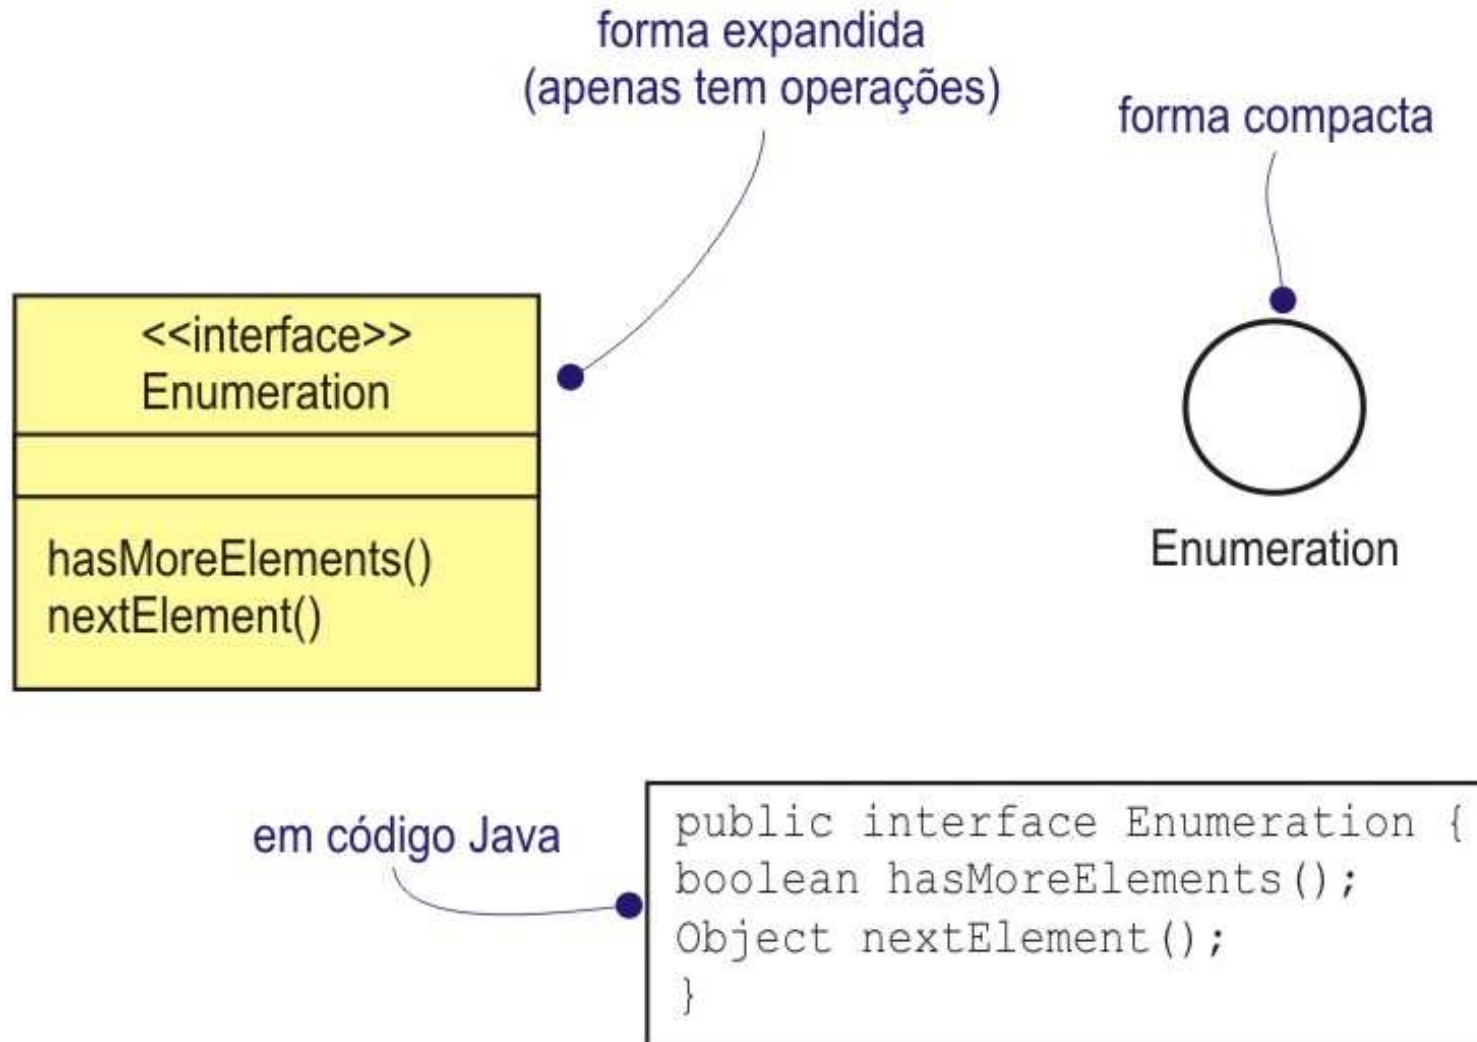 forma expandida
(apenas tem operações)
forma compacta
<<interface>>
Enumeration
hasMoreElements()
nextElement()
Enumeration
em código Java
public interface Enumeration {
boolean hasMoreElements();
Object nextElement();
}